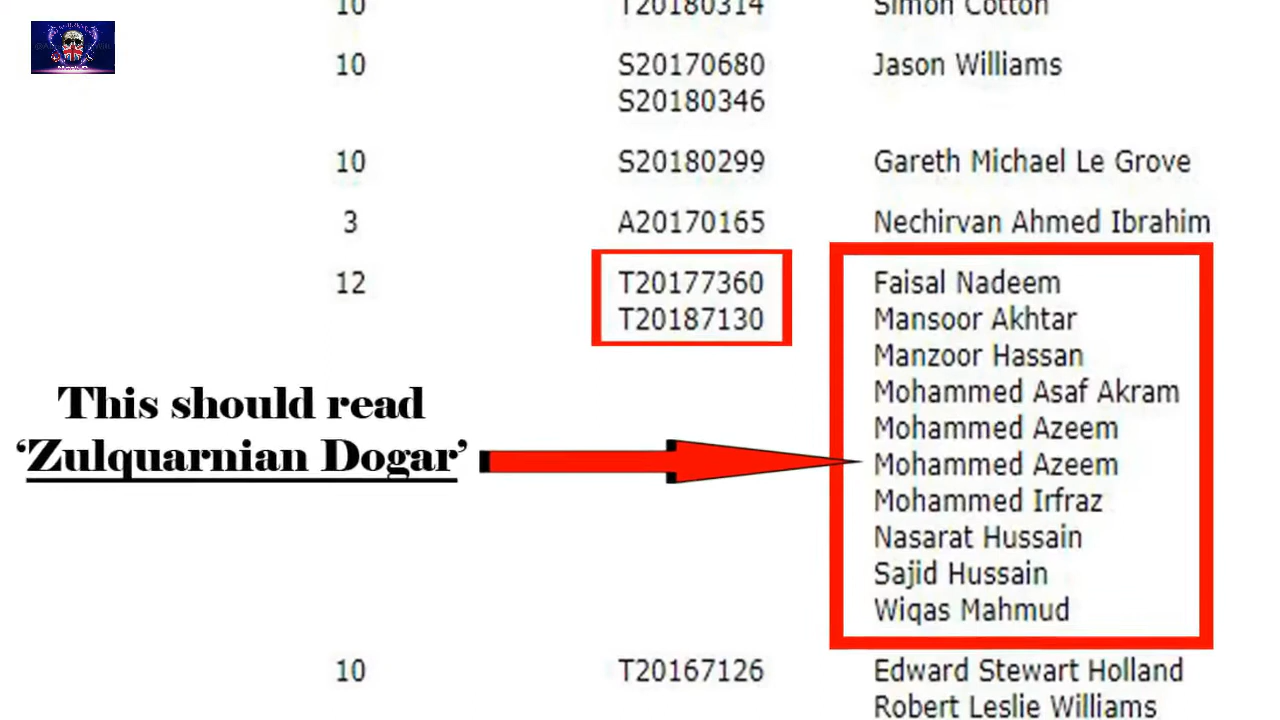 10 T20180314 Simon Cotton
10 S20170680 Jason Williams
S20180346
10 S20180299 Gareth Michael Le Grove
3 A20170165 Nechirvan Ahmed Ibrahim
12 T20177360 Faisal Nadeem
T20187130 Mansoor Akhtar
Manzoor Hassan
Mohammed Asaf Akram
Mohammed Azeem
Mohammed Azeem
Mohammed Irfraz
Nasarat Hussain
Sajid Hussain
Wiqas Mahmud
This should read
‘Zulquarnian Dogar’
10 T20167126 Edward Stewart Holland
Robert Leslie Williams